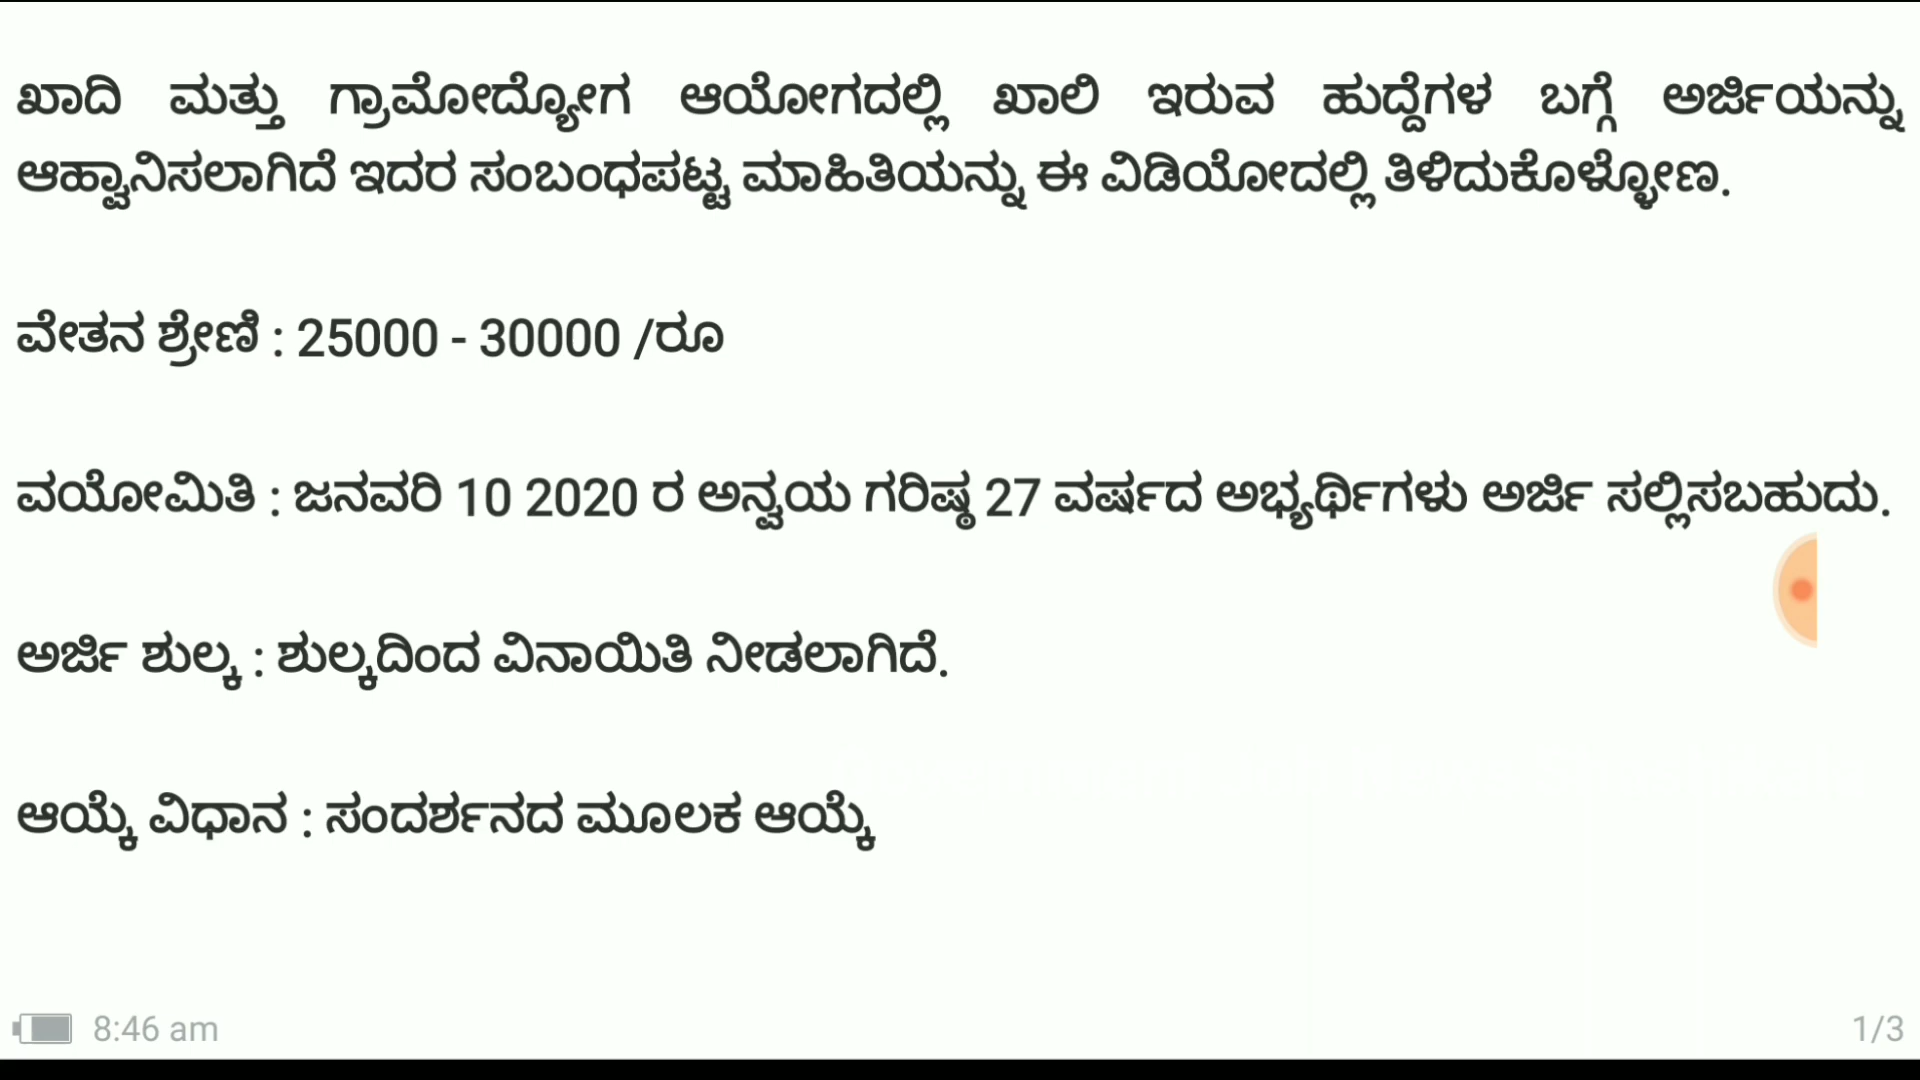 ಖಾದಿ ಮತ್ತು ಗ್ರಾಮೋದ್ಯೋಗ ಆಯೋಗದಲ್ಲಿ ಖಾಲಿ ಇರುವ ಹುದ್ದೆಗಳ ಬಗ್ಗೆ ಅರ್ಜಿಯನ್ನು
ಆಹ್ವಾನಿಸಲಾಗಿದೆ ಇದರ ಸಂಬಂಧಪಟ್ಟ ಮಾಹಿತಿಯನ್ನು ಈ ವಿಡಿಯೋದಲ್ಲಿ ತಿಳಿದುಕೊಳ್ಳೋಣ.
ವೇತನ ಶ್ರೇಣಿ : 25000 - 30000 /ರೂ
ವಯೋಮಿತಿ : ಜನವರಿ 10 2020 ರ ಅನ್ವಯ ಗರಿಷ್ಠ 27 ವರ್ಷದ ಅಭ್ಯರ್ಥಿಗಳು ಅರ್ಜಿ ಸಲ್ಲಿಸಬಹುದು.
ಅರ್ಜಿ ಶುಲ್ಕ : ಶುಲ್ಕದಿಂದ ವಿನಾಯಿತಿ ನೀಡಲಾಗಿದೆ.
ಆಯ್ಕೆ ವಿಧಾನ : ಸಂದರ್ಶನದ ಮೂಲಕ ಆಯ್ಕೆ
8:46 am
1/3